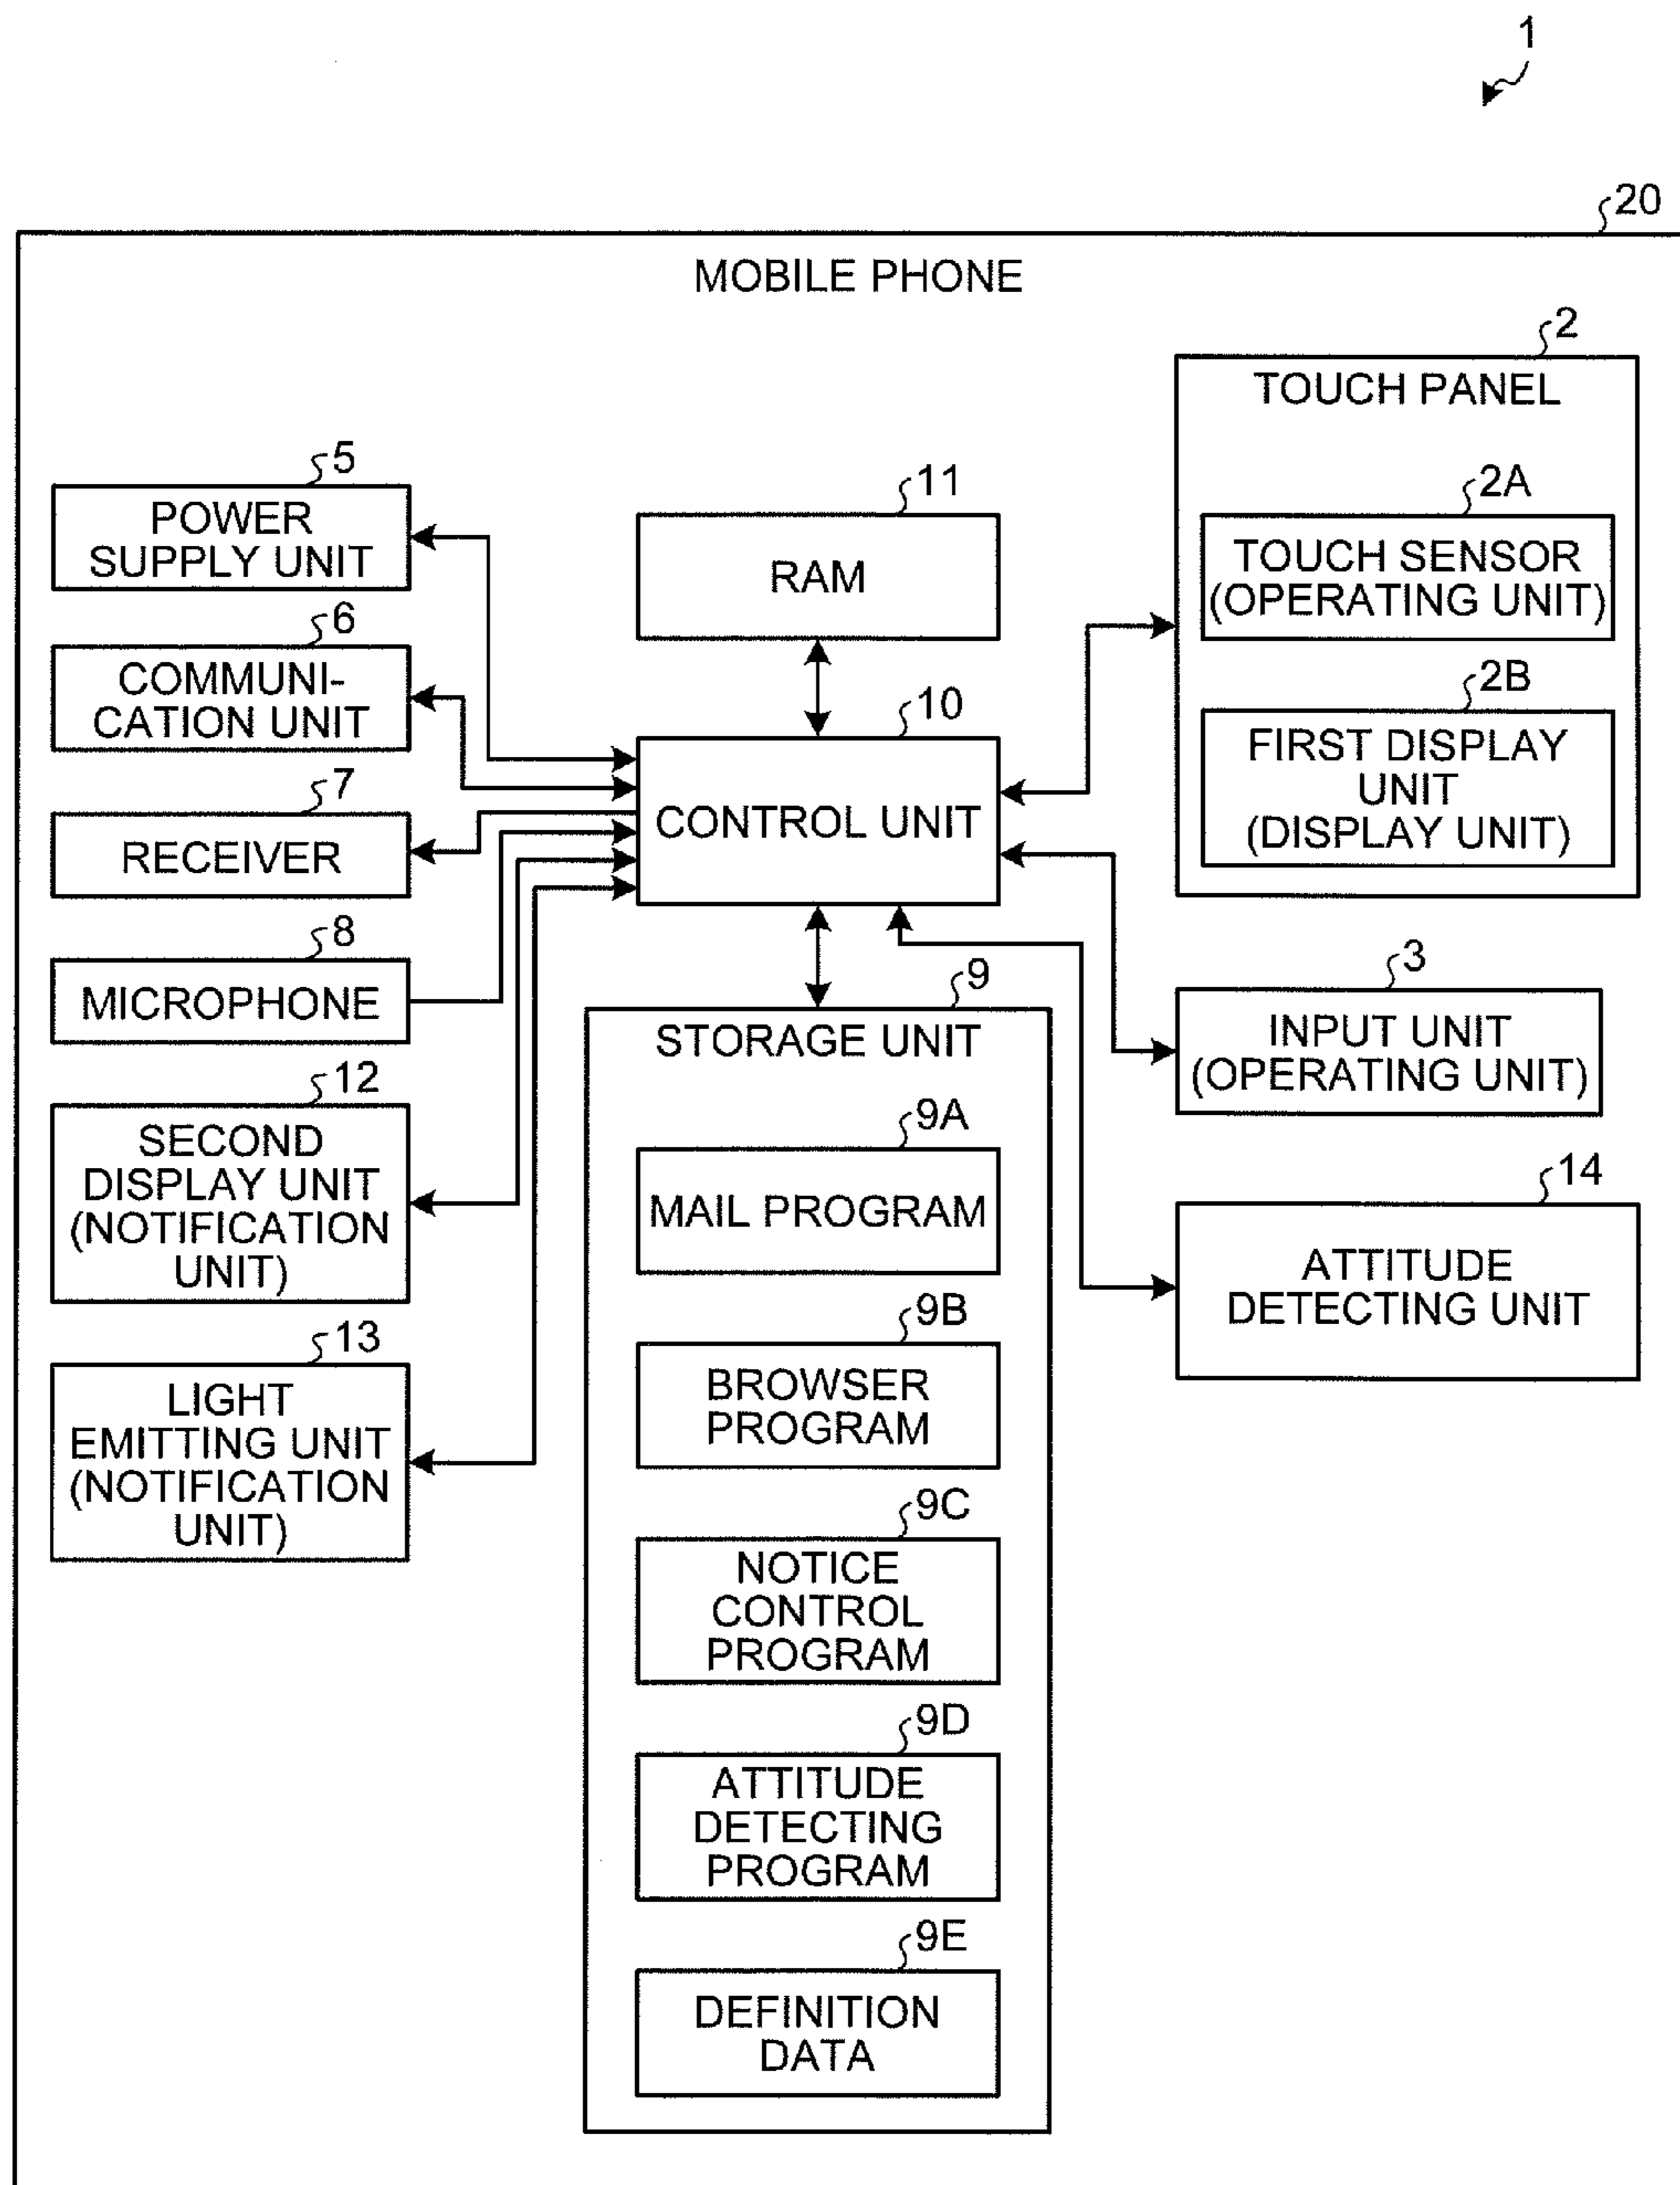 1
20
MOBILE PHONE
2
TOUCH PANEL
2A
TOUCH SENSOR
(OPERATING UNIT)
2B
FIRST DISPLAY
UNIT
(DISPLAY UNIT)
5
POWER
SUPPLY UNIT
6
COMMUNI-
CATION UNIT
7
RECEIVER
8
MICROPHONE
12
SECOND
DISPLAY UNIT
(NOTIFICATION
UNIT)
13
LIGHT
EMITTING UNIT
(NOTIFICATION
UNIT)
11
RAM
10
CONTROL UNIT
9
STORAGE UNIT
9A
MAIL PROGRAM
9B
BROWSER
PROGRAM
9C
NOTICE
CONTROL
PROGRAM
9D
ATTITUDE
DETECTING
PROGRAM
9E
DEFINITION
DATA
3
INPUT UNIT
(OPERATING UNIT)
14
ATTITUDE
DETECTING UNIT